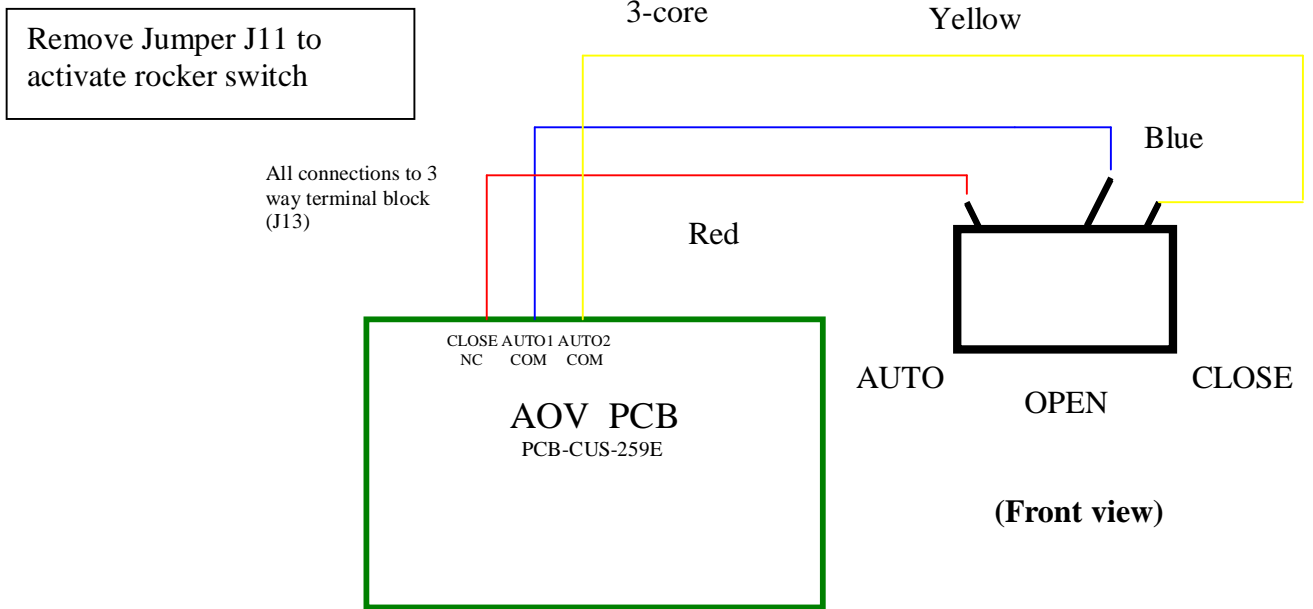 3-core
Yellow
Remove Jumper J11 to
activate rocker switch
Blue
All connections to 3
way terminal block
(J13)
Red
CLOSE AUTO1 AUTO2
NC COM COM
AOV PCB
PCB-CUS-259E
AUTO
OPEN
CLOSE
(Front view)